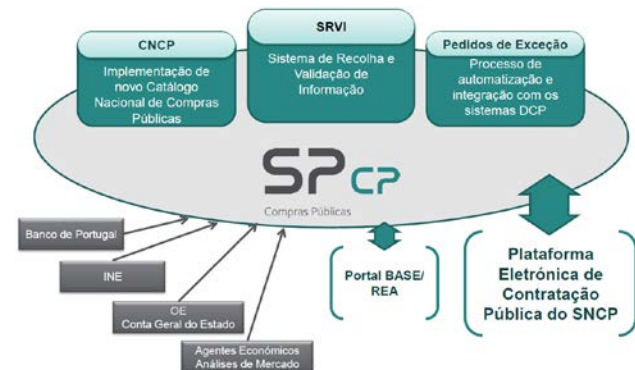 CNCP
Implementação de
novo Catálogo
Nacional de Compras
Públicas
SRVI
Sistema de Recolha e
Validação de
Informação
Pedidos de Exceção
Processo de
automatização e
integração com os
sistemas DCP
SP CP
Compras Públicas
Banco de Portugal
INE
OE
Conta Geral do Estado
Agentes Económicos
Análises de Mercado
Portal BASE/
REA
Plataforma
Eletrónica de
Contratação
Pública do SNCP